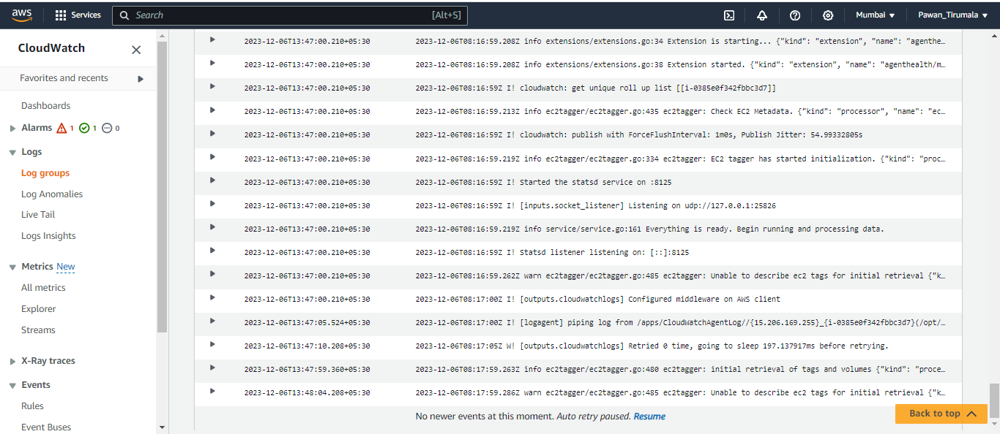 aws Services Search [Alt+S] Mumbai Pawan_Tirumala
CloudWatch
Favorites and recents
Dashboards
Alarms 1 1 0
Logs
Log groups
Log Anomalies
Live Tail
Logs Insights
Metrics New
All metrics
Explorer
Streams
X-Ray traces
Events
Rules
Event Buses
2023-12-06T13:47:00.210+05:30 2023-12-06T08:16:59.208Z info extensions/extensions.go:34 Extension is starting... {"kind": "extension", "name": "agenthe…
2023-12-06T13:47:00.210+05:30 2023-12-06T08:16:59.208Z info extensions/extensions.go:38 Extension started. {"kind": "extension", "name": "agenthealth/m…
2023-12-06T13:47:00.210+05:30 2023-12-06T08:16:59Z I! cloudwatch: get unique roll up list [[i-0385e0f342fbbc3d7]]
2023-12-06T13:47:00.210+05:30 2023-12-06T08:16:59.213Z info ec2tagger/ec2tagger.go:435 ec2tagger: Check EC2 Metadata. {"kind": "processor", "name": "ec…
2023-12-06T13:47:00.210+05:30 2023-12-06T08:16:59Z I! cloudwatch: publish with ForceFlushInterval: 1m0s, Publish Jitter: 54.99332805s
2023-12-06T13:47:00.210+05:30 2023-12-06T08:16:59.219Z info ec2tagger/ec2tagger.go:334 ec2tagger: EC2 tagger has started initialization. {"kind": "proc…
2023-12-06T13:47:00.210+05:30 2023-12-06T08:16:59Z I! Started the statsd service on :8125
2023-12-06T13:47:00.210+05:30 2023-12-06T08:16:59Z I! [inputs.socket_listener] Listening on udp://127.0.0.1:25826
2023-12-06T13:47:00.210+05:30 2023-12-06T08:16:59.219Z info service/service.go:161 Everything is ready. Begin running and processing data.
2023-12-06T13:47:00.210+05:30 2023-12-06T08:16:59Z I! Statsd listener listening on: [::]:8125
2023-12-06T13:47:00.210+05:30 2023-12-06T08:16:59.262Z warn ec2tagger/ec2tagger.go:485 ec2tagger: Unable to describe ec2 tags for initial retrieval {"k…
2023-12-06T13:47:00.210+05:30 2023-12-06T08:17:00Z I! [outputs.cloudwatchlogs] Configured middleware on AWS client
2023-12-06T13:47:05.524+05:30 2023-12-06T08:17:00Z I! [logagent] piping log from /apps/CloudWatchAgentLog//{15.206.169.255}_{i-0385e0f342fbbc3d7}(/opt/…
2023-12-06T13:47:10.208+05:30 2023-12-06T08:17:05Z W! [outputs.cloudwatchlogs] Retried 0 time, going to sleep 197.137917ms before retrying.
2023-12-06T13:47:59.360+05:30 2023-12-06T08:17:59.263Z info ec2tagger/ec2tagger.go:480 ec2tagger: initial retrieval of tags and volumes {"kind": "proce…
2023-12-06T13:48:04.208+05:30 2023-12-06T08:17:59.286Z warn ec2tagger/ec2tagger.go:485 ec2tagger: Unable to describe ec2 tags for initial retrieval {"k…
No newer events at this moment. Auto retry paused. Resume
Back to top